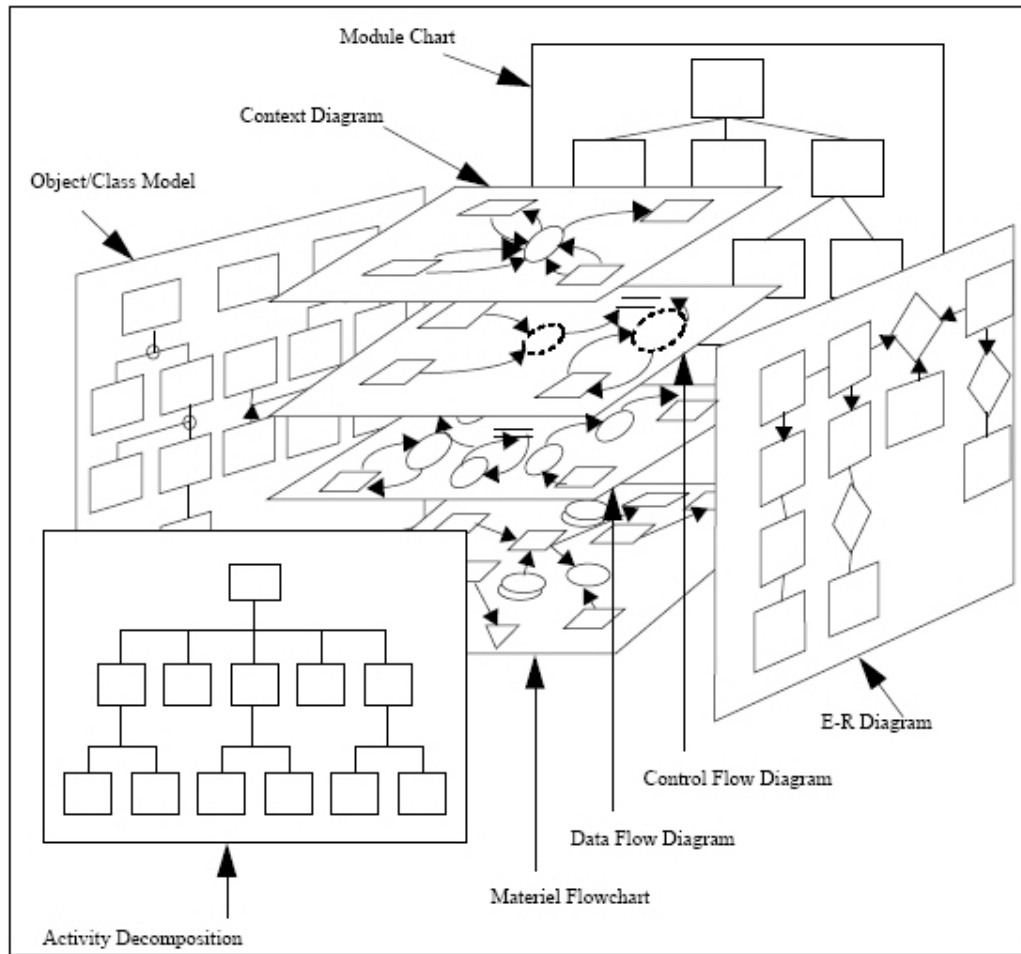 Module Chart
Context Diagram
Object/Class Model
E-R Diagram
Control Flow Diagram
Data Flow Diagram
Materiel Flowchart
Activity Decomposition